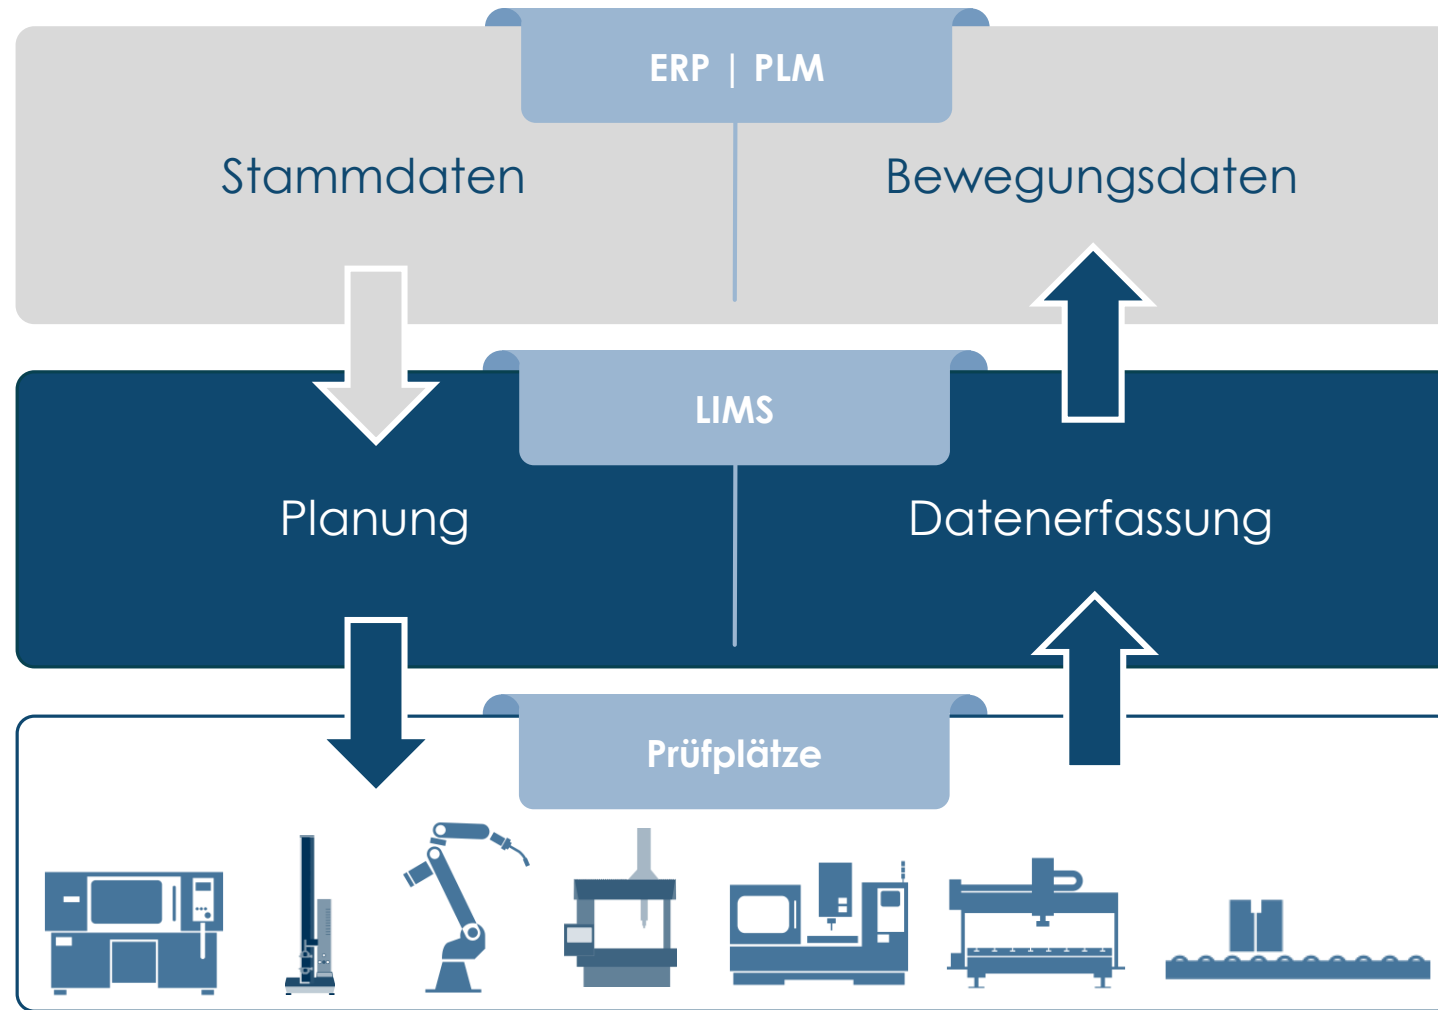 ERP | PLM
Stammdaten
Bewegungsdaten
LIMS
Planung
Datenerfassung
Prüfplätze